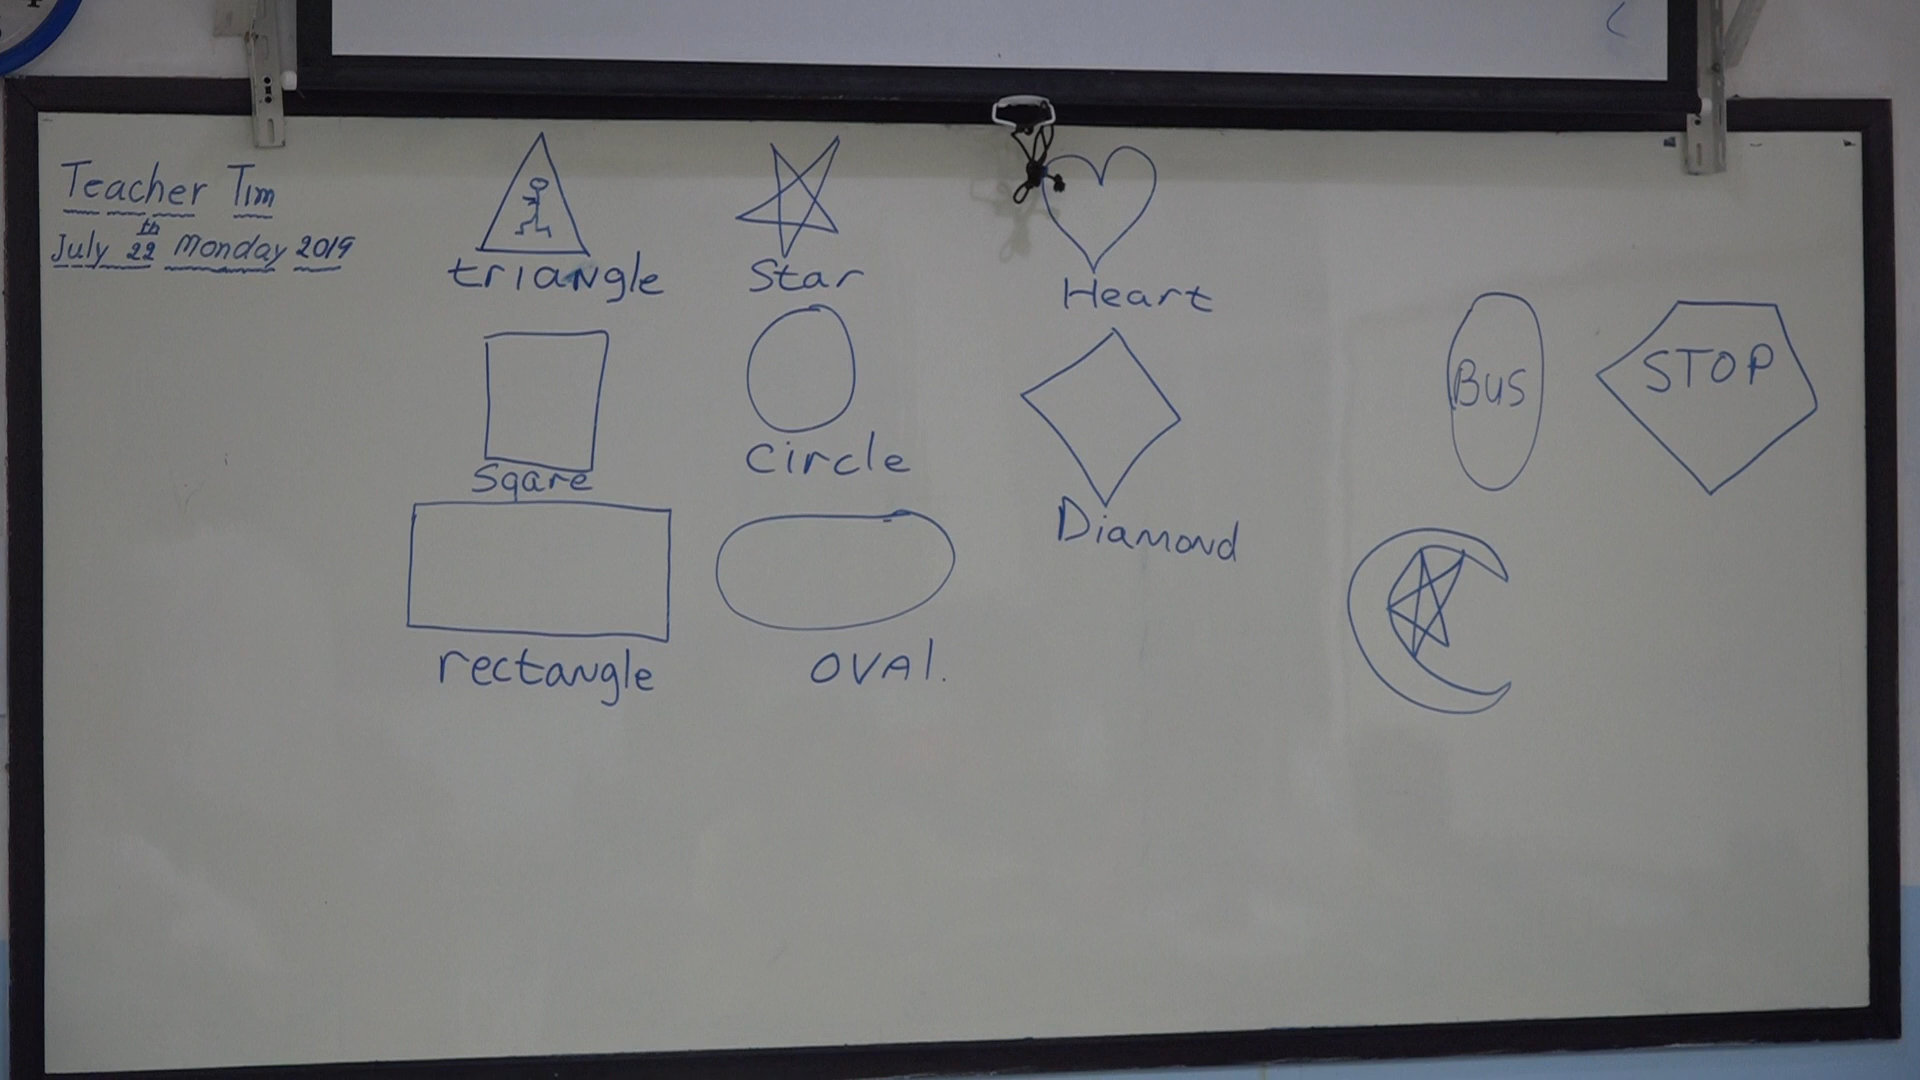 Teacher Tim
July 22th Monday 2019
triangle
Star
Heart
Sqare
Circle
Diamond
rectangle
OVAl.
BUS
STOP